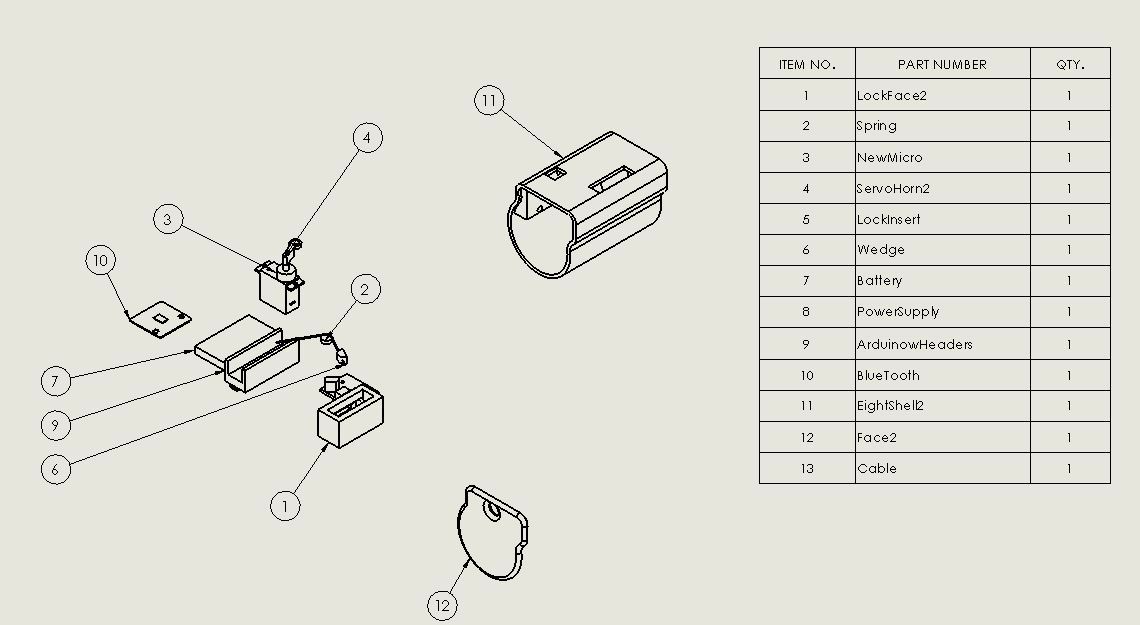 11
4
3
10
2
7
9
6
1
12
ITEM NO. PART NUMBER QTY.
1 LockFace2 1
2 Spring 1
3 NewMicro 1
4 ServoHorn2 1
5 LockInsert 1
6 Wedge 1
7 Battery 1
8 PowerSupply 1
9 ArduinowHeaders 1
10 BlueTooth 1
11 EightShell2 1
12 Face2 1
13 Cable 1